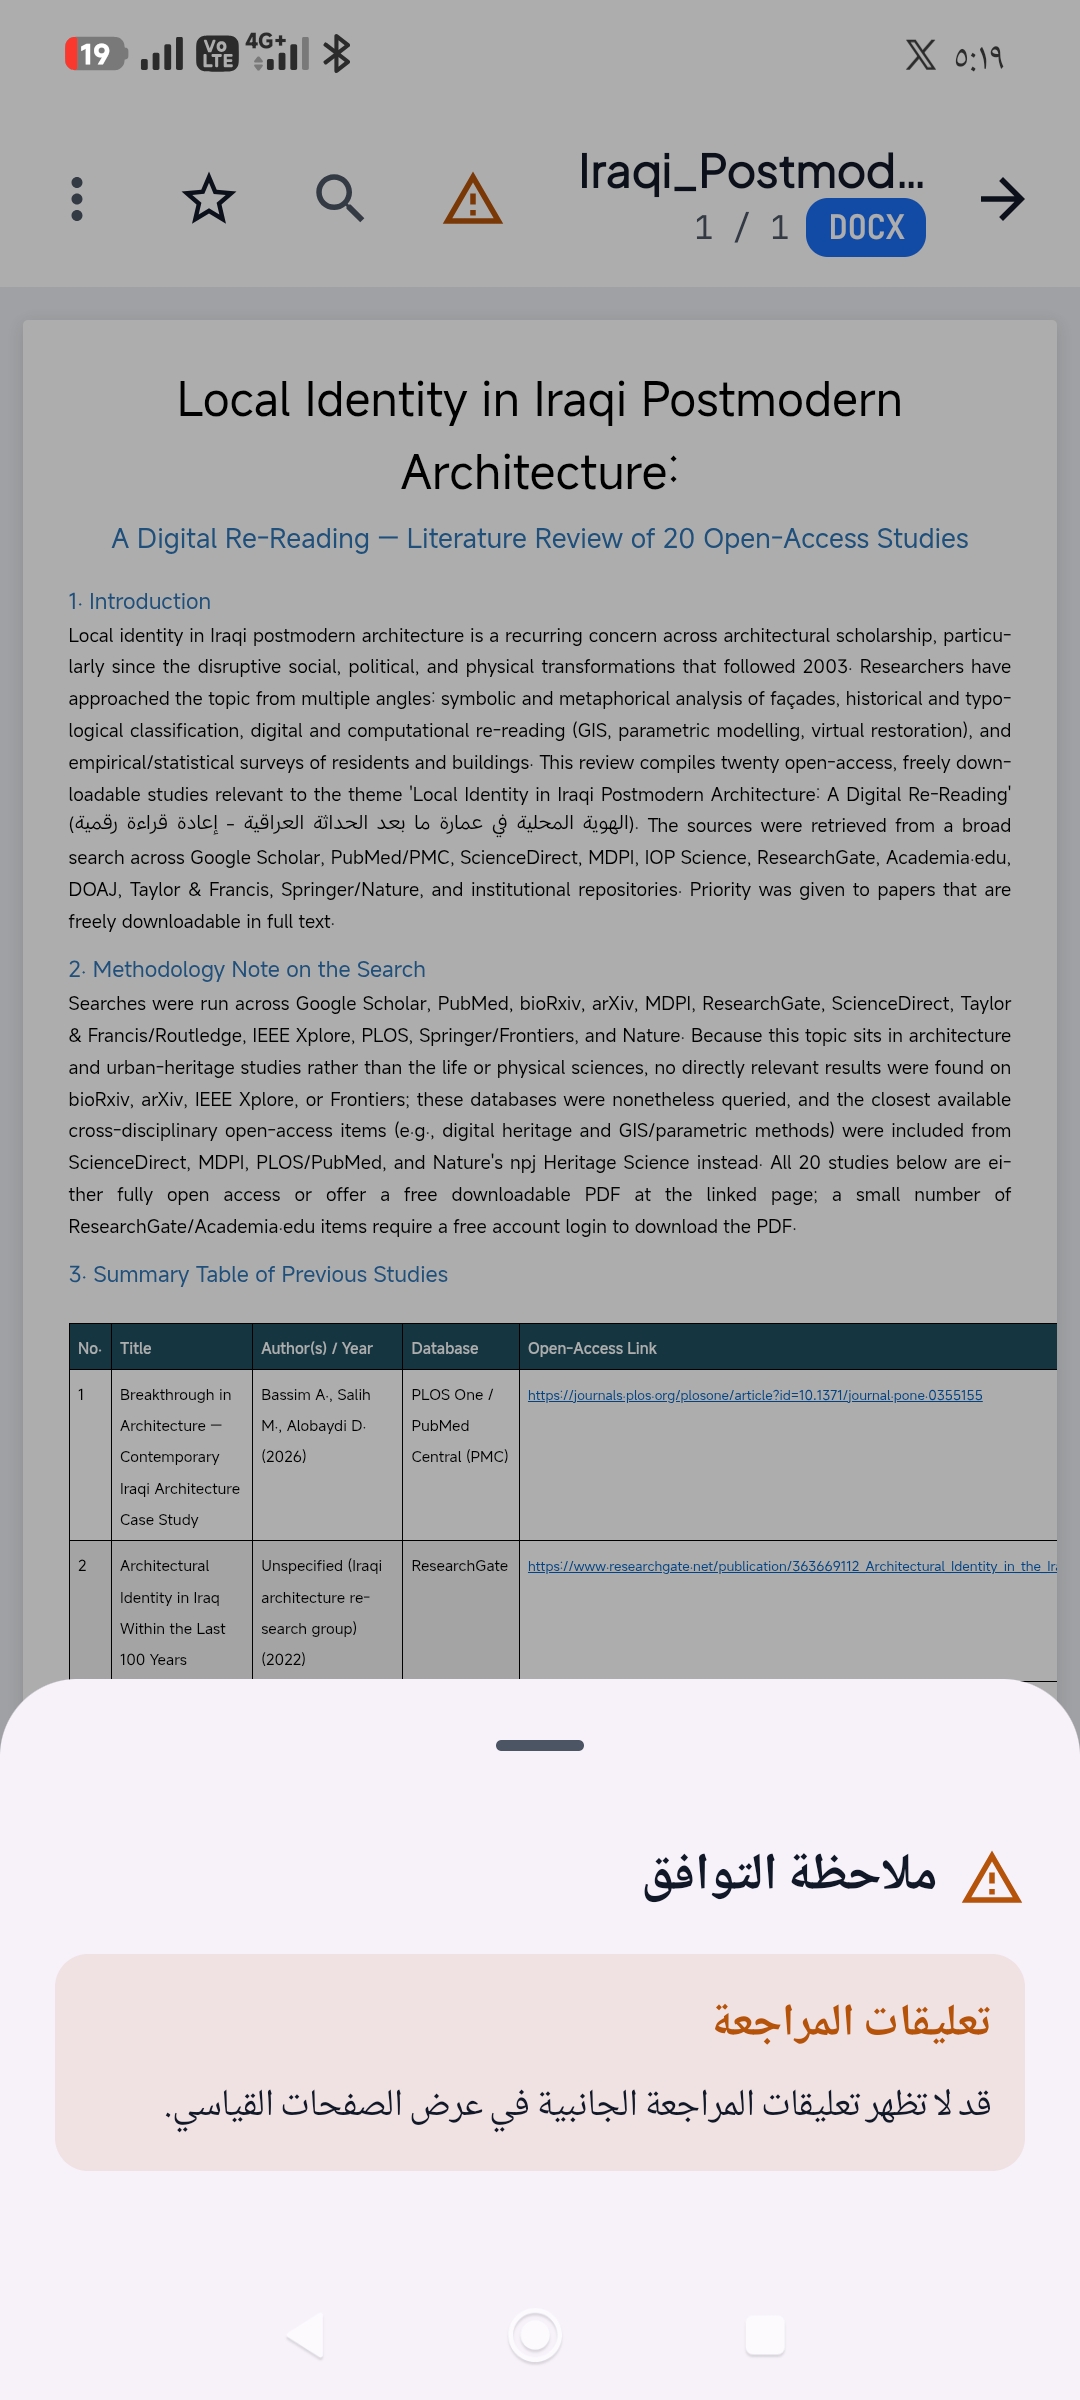 19 Vo LTE 4G+ ٥:١٩
Iraqi_Postmod...
1 / 1 DOCX
Local Identity in Iraqi Postmodern
Architecture:
A Digital Re-Reading — Literature Review of 20 Open-Access Studies
1. Introduction
Local identity in Iraqi postmodern architecture is a recurring concern across architectural scholarship, particu-
larly since the disruptive social, political, and physical transformations that followed 2003. Researchers have
approached the topic from multiple angles: symbolic and metaphorical analysis of façades, historical and typo-
logical classification, digital and computational re-reading (GIS, parametric modelling, virtual restoration), and
empirical/statistical surveys of residents and buildings. This review compiles twenty open-access, freely down-
loadable studies relevant to the theme 'Local Identity in Iraqi Postmodern Architecture: A Digital Re-Reading'
(الهوية المحلية في عمارة ما بعد الحداثة العراقية - إعادة قراءة رقمية). The sources were retrieved from a broad
search across Google Scholar, PubMed/PMC, ScienceDirect, MDPI, IOP Science, ResearchGate, Academia.edu,
DOAJ, Taylor & Francis, Springer/Nature, and institutional repositories. Priority was given to papers that are
freely downloadable in full text.
2. Methodology Note on the Search
Searches were run across Google Scholar, PubMed, bioRxiv, arXiv, MDPI, ResearchGate, ScienceDirect, Taylor
& Francis/Routledge, IEEE Xplore, PLOS, Springer/Frontiers, and Nature. Because this topic sits in architecture
and urban-heritage studies rather than the life or physical sciences, no directly relevant results were found on
bioRxiv, arXiv, IEEE Xplore, or Frontiers; these databases were nonetheless queried, and the closest available
cross-disciplinary open-access items (e.g., digital heritage and GIS/parametric methods) were included from
ScienceDirect, MDPI, PLOS/PubMed, and Nature's npj Heritage Science instead. All 20 studies below are ei-
ther fully open access or offer a free downloadable PDF at the linked page; a small number of
ResearchGate/Academia.edu items require a free account login to download the PDF.
3. Summary Table of Previous Studies
No. Title Author(s) / Year Database Open-Access Link
1 Breakthrough in Bassim A., Salih PLOS One / https://journals.plos.org/plosone/article?id=10.1371/journal.pone.0355155
Architecture — M., Alobaydi D. PubMed
Contemporary (2026) Central (PMC)
Iraqi Architecture
Case Study
2 Architectural Unspecified (Iraqi ResearchGate https://www.researchgate.net/publication/363669112_Architectural_Identity_in_the_Ira
Identity in Iraq architecture re-
Within the Last search group)
100 Years (2022)
ملاحظة التوافق
تعليقات المراجعة
قد لا تظهر تعليقات المراجعة الجانبية في عرض الصفحات القياسي.